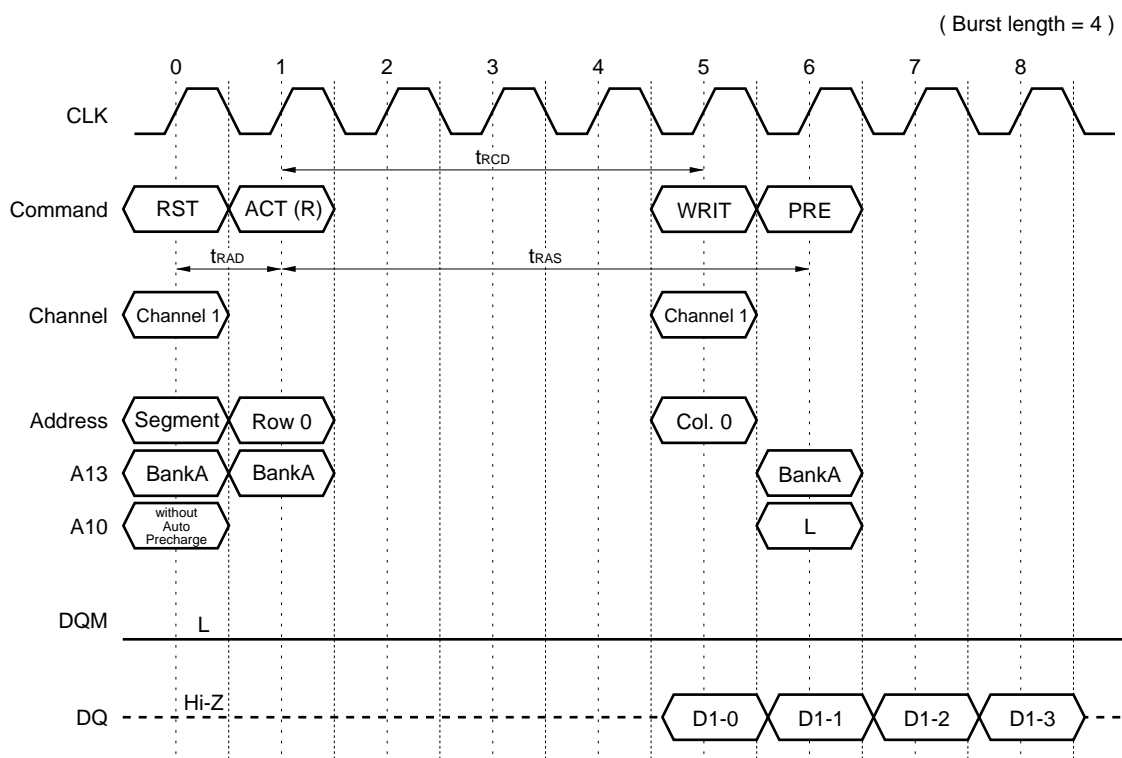 ( Burst length = 4 )
0 1 2 3 4 5 6 7 8
CLK
tRCD
Command RST ACT (R) WRIT PRE
tRAD tRAS
Channel Channel 1 Channel 1
Address Segment Row 0 Col. 0
A13 BankA BankA BankA
A10 without Auto Precharge L
DQM L
DQ Hi-Z D1-0 D1-1 D1-2 D1-3